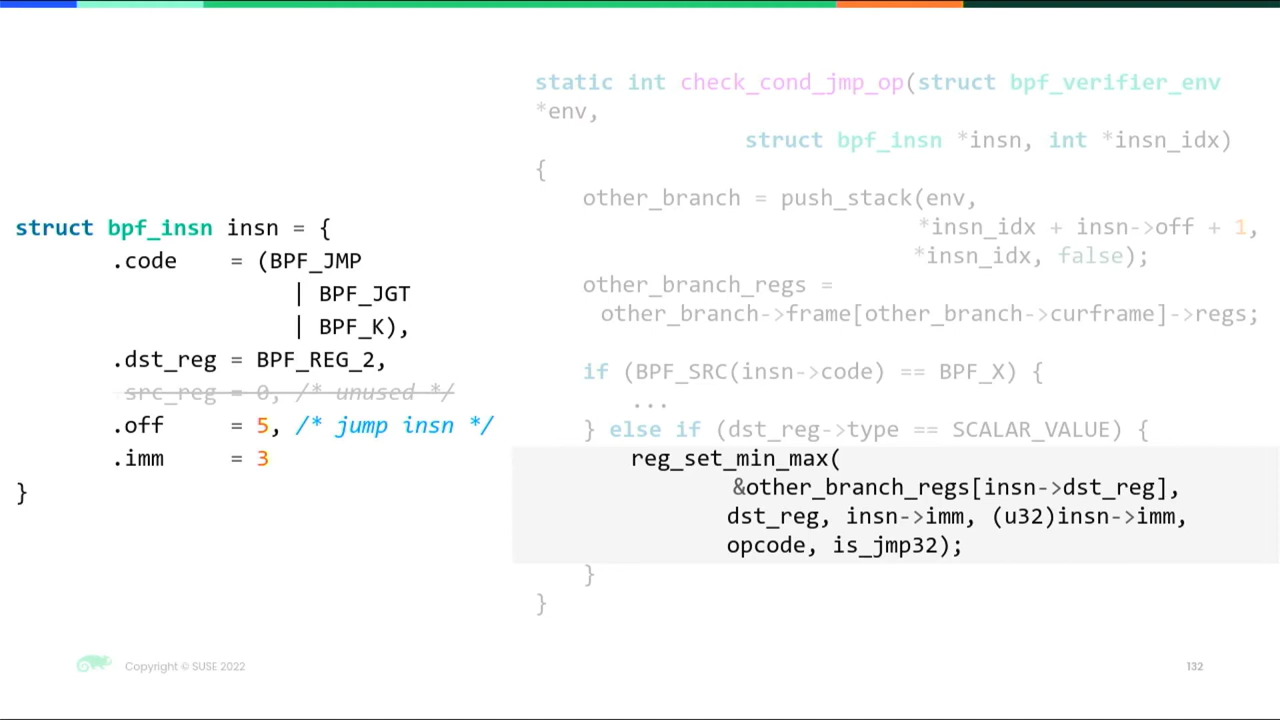 struct bpf_insn insn = {
.code = (BPF_JMP
| BPF_JGT
| BPF_K),
.dst_reg = BPF_REG_2,
src_reg = 0, /* unused */
.off = 5, /* jump insn */
.imm = 3
}
static int check_cond_jmp_op(struct bpf_verifier_env
*env,
struct bpf_insn *insn, int *insn_idx)
{
other_branch = push_stack(env,
*insn_idx + insn->off + 1,
*insn_idx, false);
other_branch_regs =
other_branch->frame[other_branch->curframe]->regs;
if (BPF_SRC(insn->code) == BPF_X) {
...
} else if (dst_reg->type == SCALAR_VALUE) {
reg_set_min_max(
&other_branch_regs[insn->dst_reg],
dst_reg, insn->imm, (u32)insn->imm,
opcode, is_jmp32);
}
}
Copyright © SUSE 2022
132